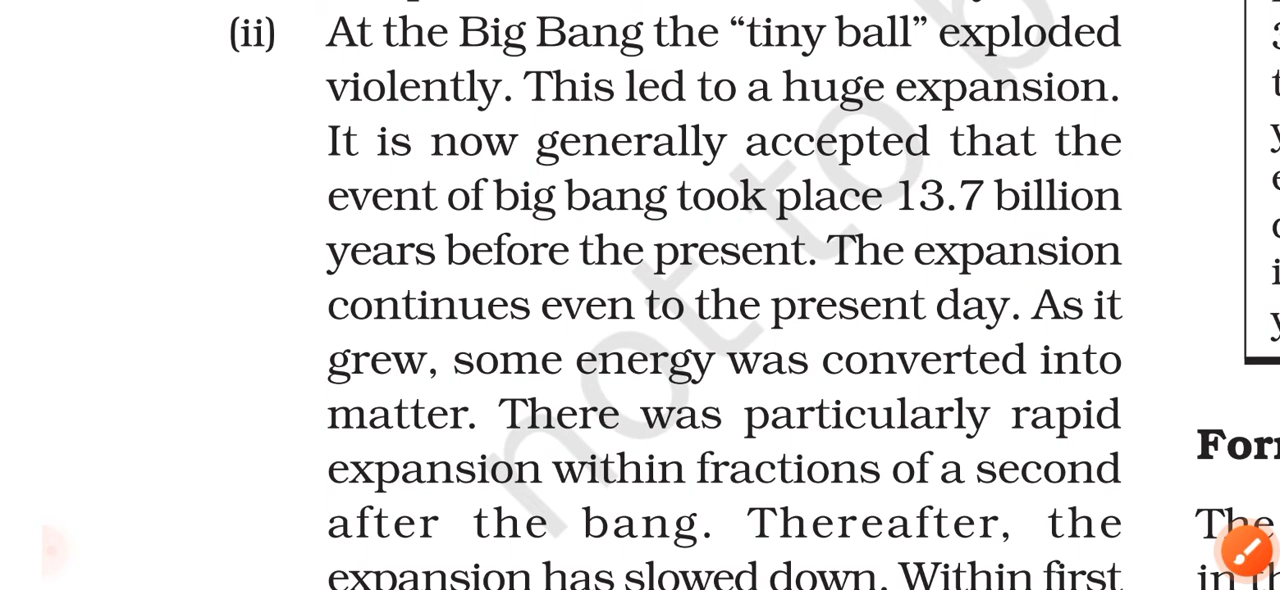 (ii) At the Big Bang the “tiny ball” exploded
violently. This led to a huge expansion.
It is now generally accepted that the
event of big bang took place 13.7 billion
years before the present. The expansion
continues even to the present day. As it
grew, some energy was converted into
matter. There was particularly rapid
expansion within fractions of a second
after the bang. Thereafter, the
expansion has slowed down. Within first
The
not to b